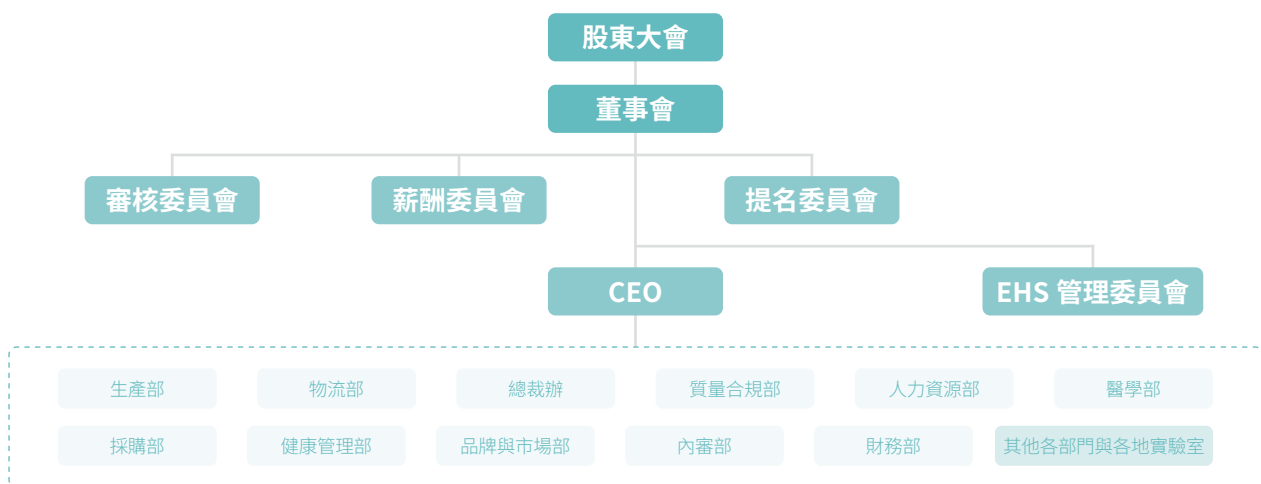 股東大會
董事會
審核委員會
薪酬委員會
提名委員會
CEO
EHS 管理委員會
生產部
物流部
總裁辦
質量合規部
人力資源部
醫學部
採購部
健康管理部
品牌與市場部
內審部
財務部
其他各部門與各地實驗室